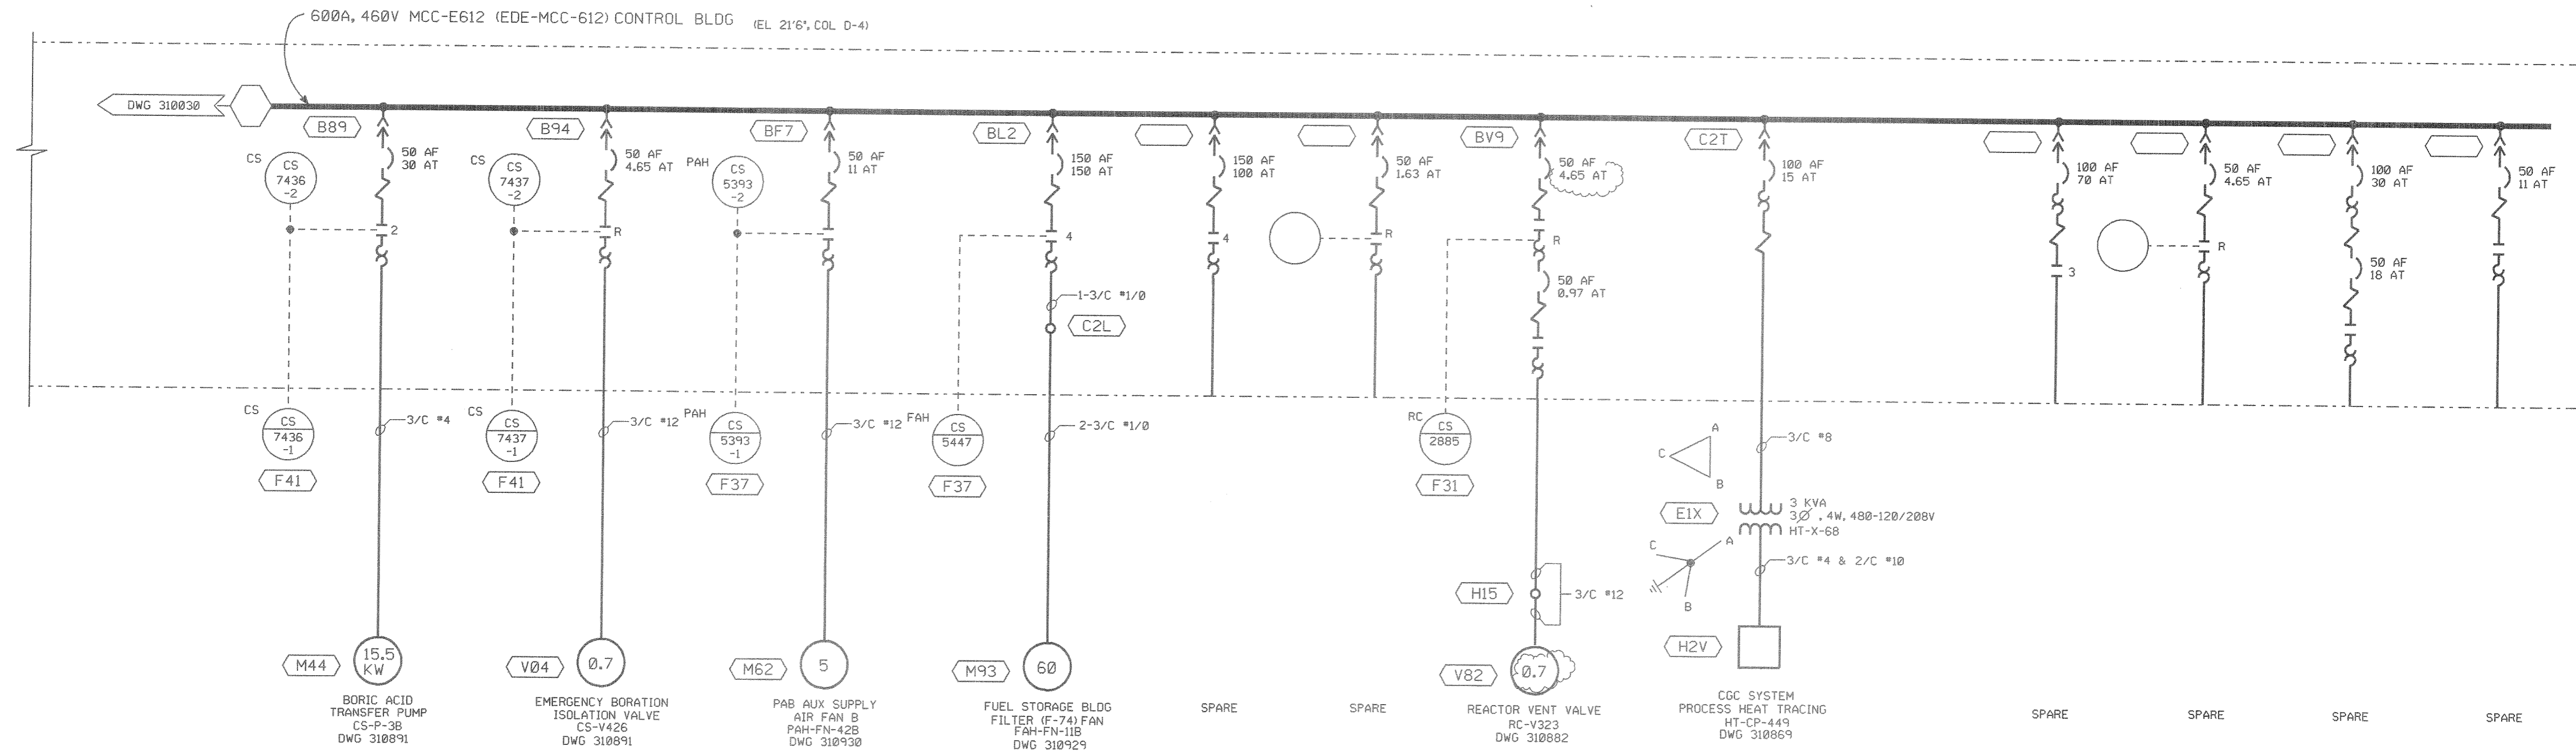 600A, 460V MCC-E612 (EDE-MCC-612) CONTROL BLDG (EL 21'6", COL D-4)
DWG 310030
B89
CS
CS
7436
-2
50 AF
30 AT
2
CS
CS
7436
-1
F41
3/C #4
M44
15.5
KW
BORIC ACID
TRANSFER PUMP
CS-P-3B
DWG 310891
B94
CS
CS
7437
-2
50 AF
4.65 AT
R
CS
CS
7437
-1
F41
3/C #12
V04
0.7
EMERGENCY BORATION
ISOLATION VALVE
CS-V426
DWG 310891
BF7
PAH
CS
5393
-2
50 AF
11 AT
PAH
CS
5393
-1
F37
3/C #12
M62
5
PAB AUX SUPPLY
AIR FAN B
PAH-FN-42B
DWG 310930
BL2
150 AF
150 AT
4
1-3/C #1/0
C2L
FAH
CS
5447
F37
2-3/C #1/0
M93
60
FUEL STORAGE BLDG
FILTER (F-74) FAN
FAH-FN-11B
DWG 310929
150 AF
100 AT
4
SPARE
50 AF
1.63 AT
R
SPARE
BV9
50 AF
4.65 AT
R
50 AF
0.97 AT
RC
CS
2885
F31
H15
3/C #12
V82
0.7
REACTOR VENT VALVE
RC-V323
DWG 310882
C2T
100 AF
15 AT
3/C #8
A
C
B
E1X
3 KVA
3Ø, 4W, 480-120/208V
HT-X-68
C
A
B
3/C #4 & 2/C #10
H2V
CGC SYSTEM
PROCESS HEAT TRACING
HT-CP-449
DWG 310869
100 AF
70 AT
3
SPARE
50 AF
4.65 AT
R
SPARE
100 AF
30 AT
50 AF
18 AT
SPARE
50 AF
11 AT
SPARE